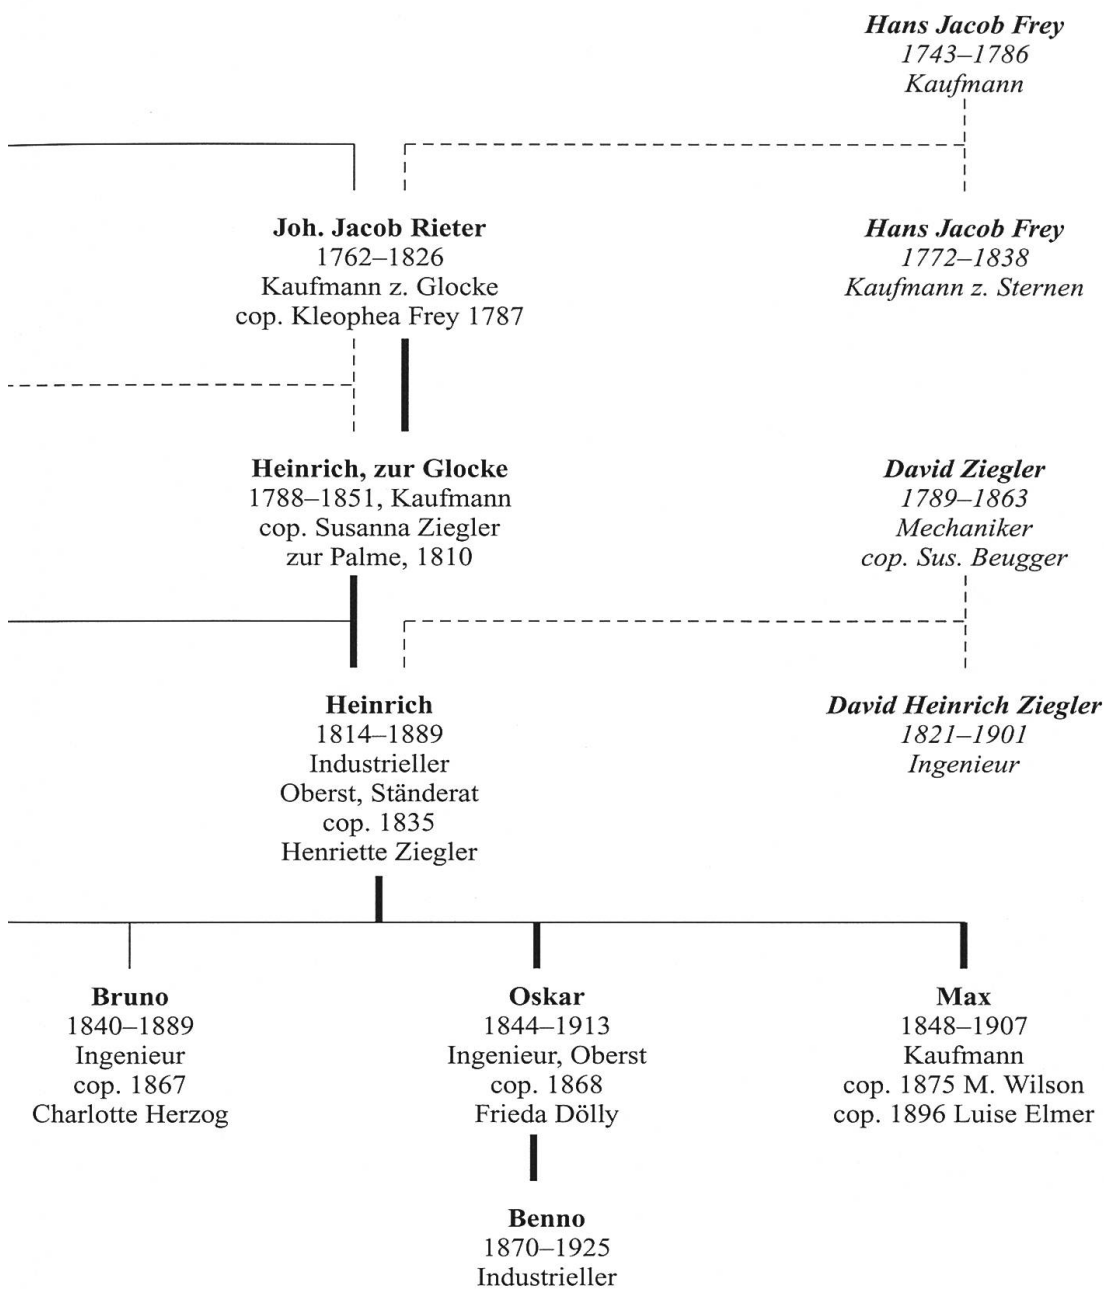 Hans Jacob Frey
1743–1786
Kaufmann
Joh. Jacob Rieter
1762–1826
Kaufmann z. Glocke
cop. Kleophea Frey 1787
Hans Jacob Frey
1772–1838
Kaufmann z. Sternen
Heinrich, zur Glocke
1788–1851, Kaufmann
cop. Susanna Ziegler
zur Palme, 1810
David Ziegler
1789–1863
Mechaniker
cop. Sus. Beugger
Heinrich
1814–1889
Industrieller
Oberst, Ständerat
cop. 1835
Henriette Ziegler
David Heinrich Ziegler
1821–1901
Ingenieur
Bruno
1840–1889
Ingenieur
cop. 1867
Charlotte Herzog
Oskar
1844–1913
Ingenieur, Oberst
cop. 1868
Frieda Dölly
Max
1848–1907
Kaufmann
cop. 1875 M. Wilson
cop. 1896 Luise Elmer
Benno
1870–1925
Industrieller